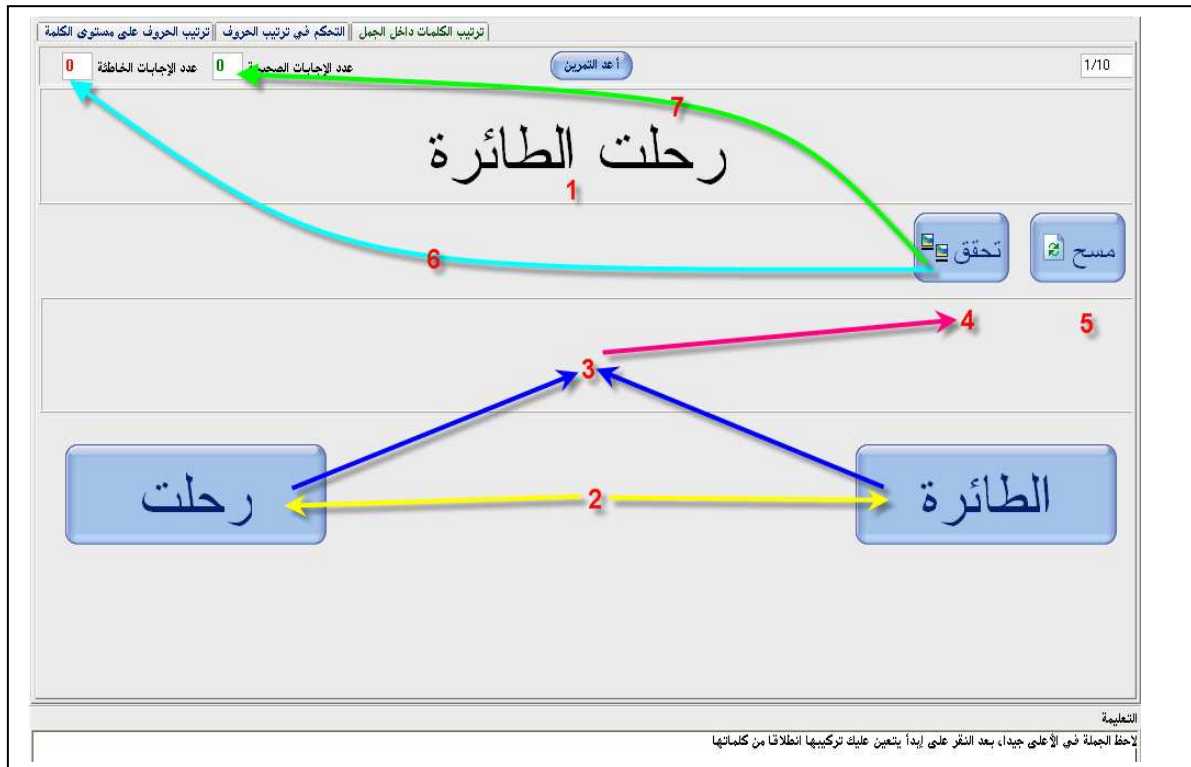 ترتيب الكلمات داخل الجمل التحكم في ترتيب الحروف ترتيب الحروف على مستوى الكلمة
1/10 أعد التمرين عدد الإجابات الصحيحة 0 عدد الإجابات الخاطئة 0
7
رحلت الطائرة
1
مسح تحقق
6
5 4
3
الطائرة رحلت
2
التعليمة
لاحظ الجملة في الأعلى جيدا، بعد النقر على إبدأ يتعين عليك تركيبها انطلاقا من كلماتها